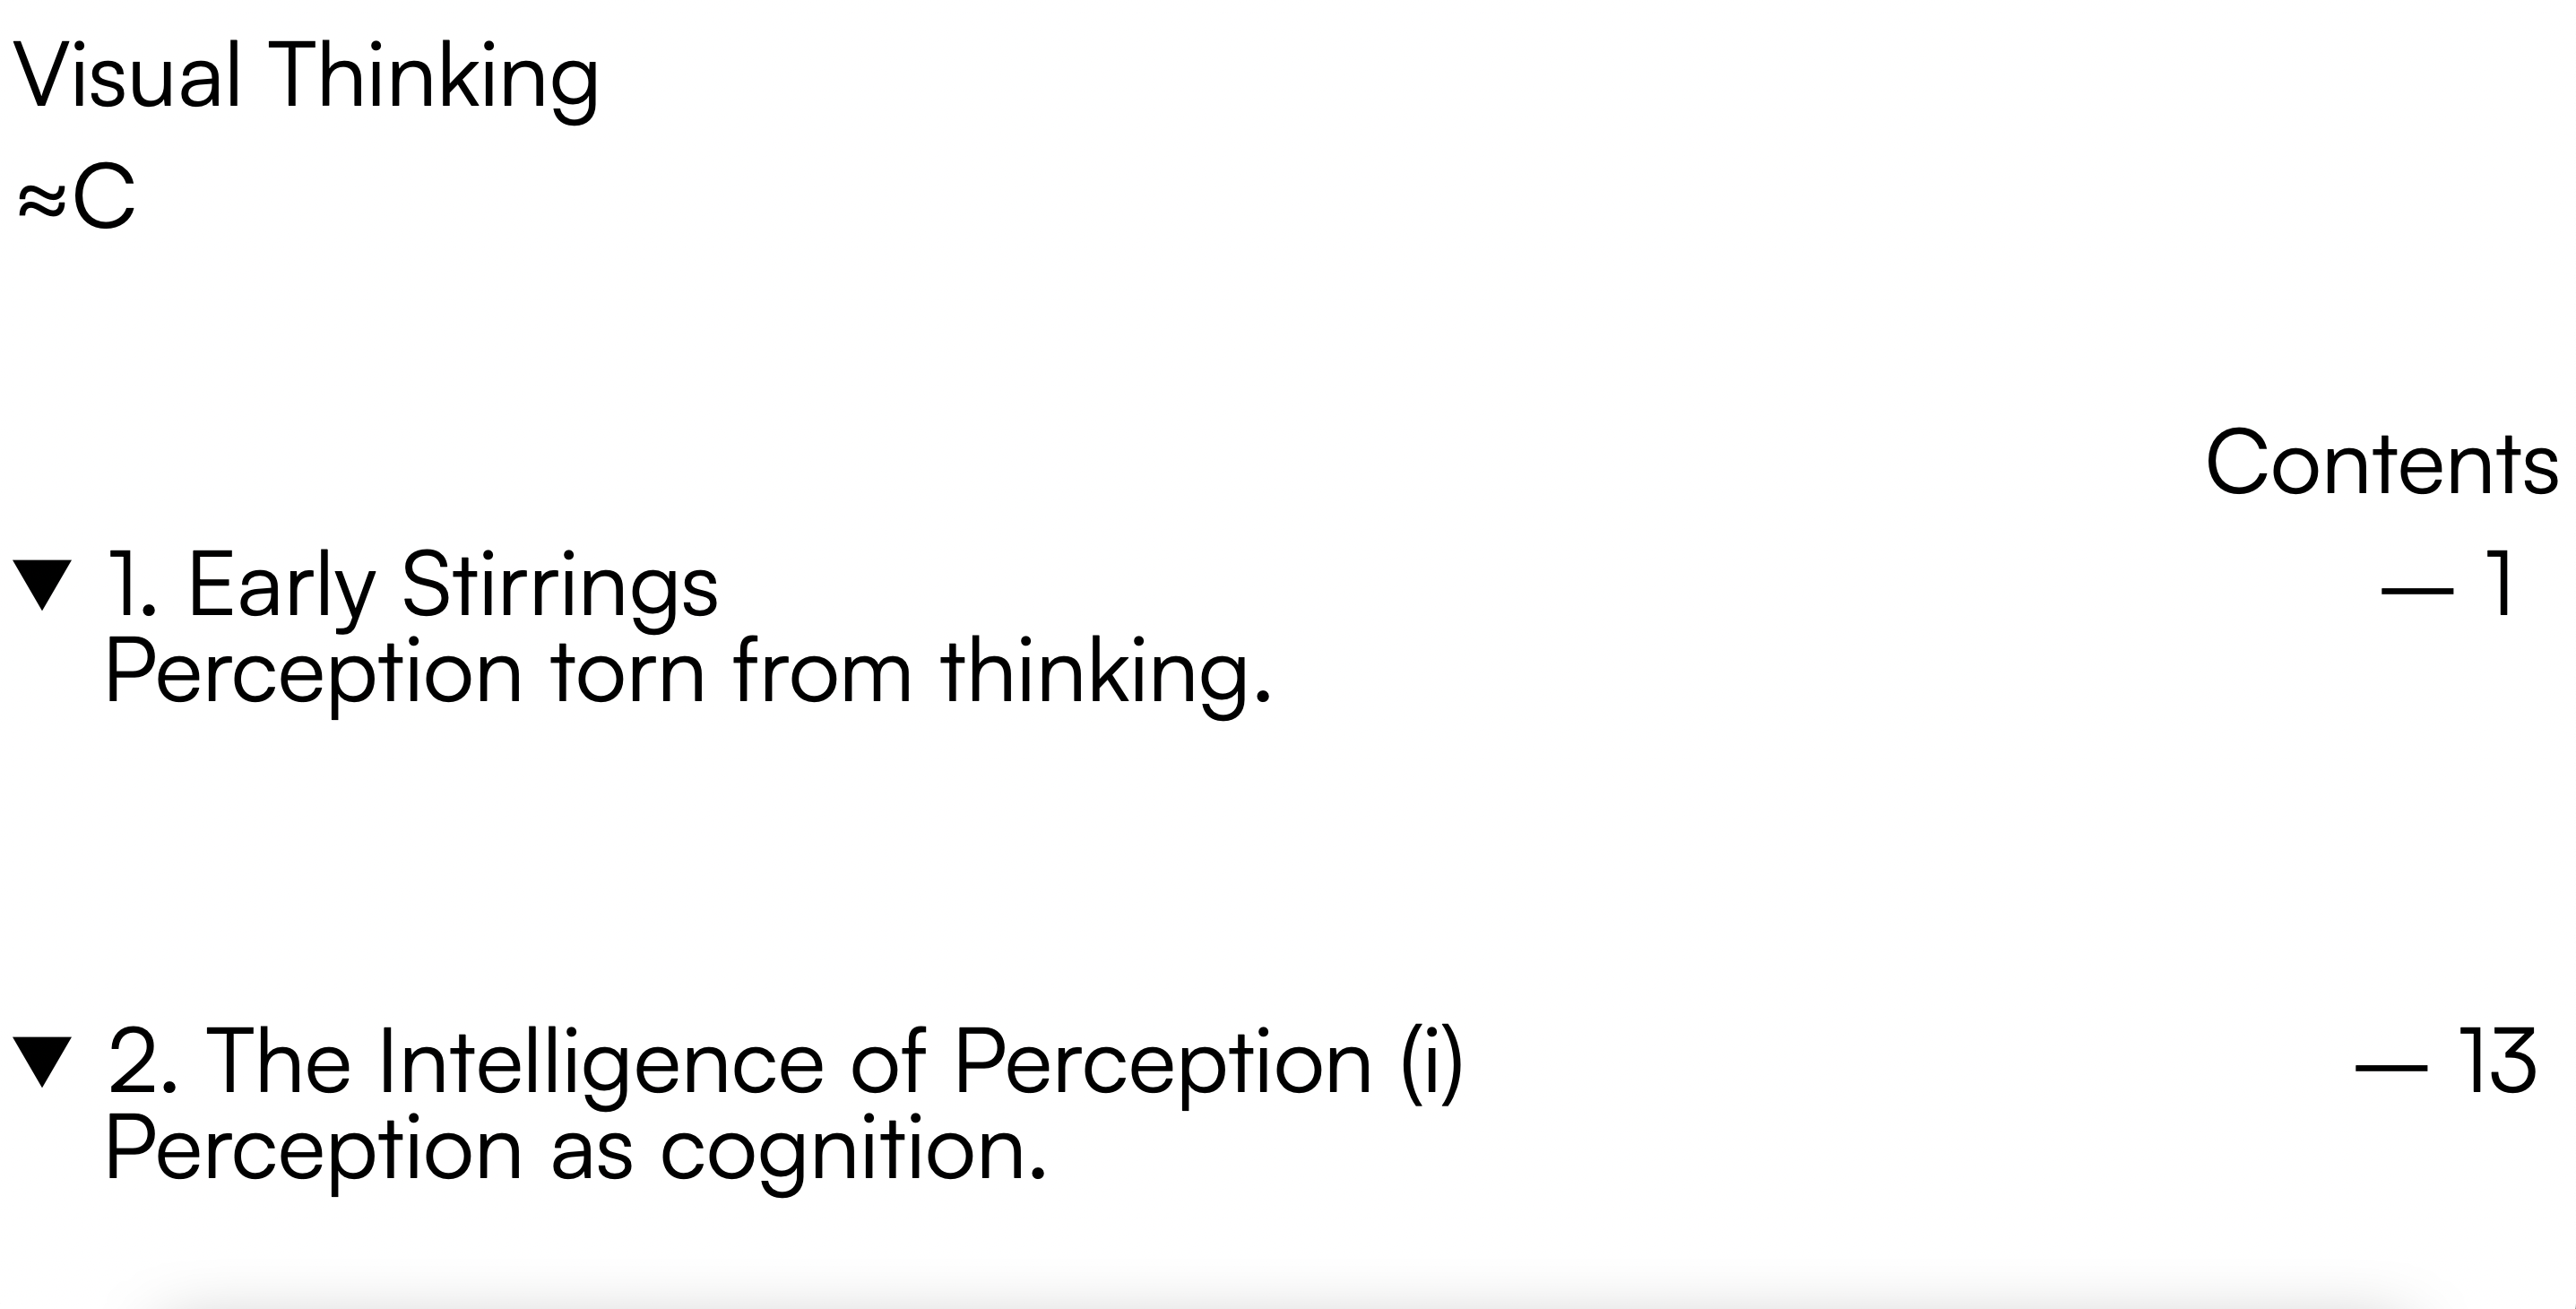 Visual Thinking
≈C
Contents
▼ 1. Early Stirrings — 1
Perception torn from thinking.
▼ 2. The Intelligence of Perception (i) — 13
Perception as cognition.